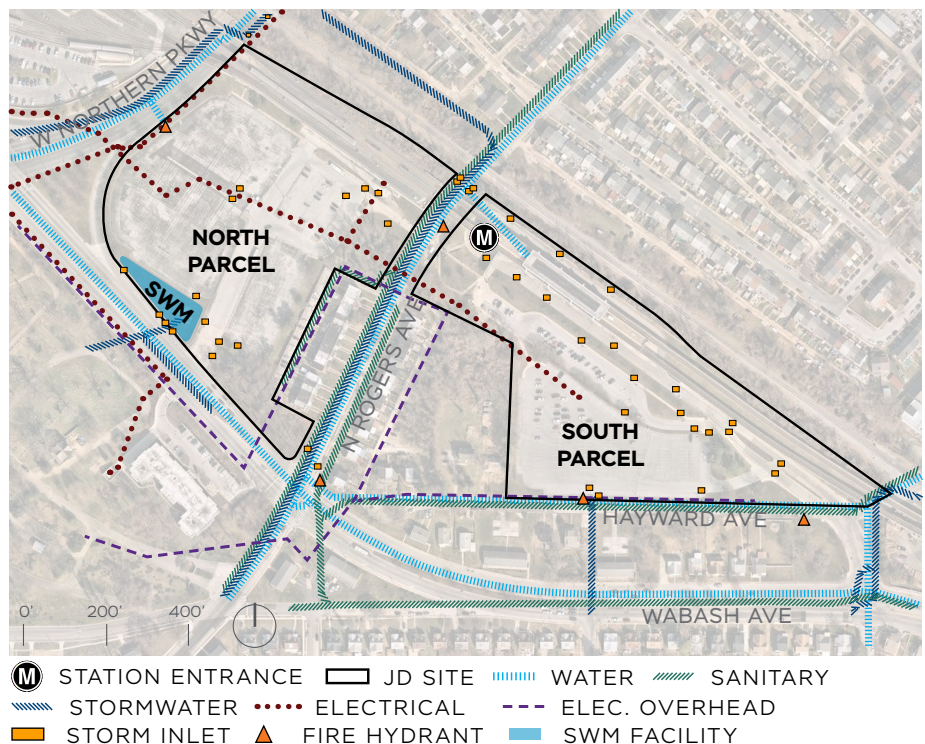 W NORTHERN PKWY
M
NORTH
PARCEL
SWM
N ROGERS AVE
SOUTH
PARCEL
HAYWARD AVE
WABASH AVE
0' 200' 400'
M STATION ENTRANCE JD SITE WATER SANITARY
STORMWATER ELECTRICAL ELEC. OVERHEAD
STORM INLET FIRE HYDRANT SWM FACILITY